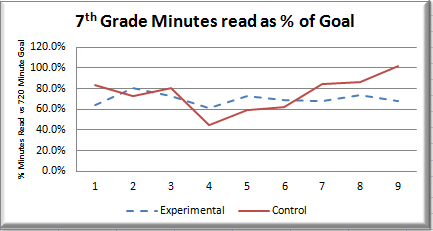 7th Grade Minutes read as % of Goal
% Minutes Read vs 720 Minute Goal
120.0%
100.0%
80.0%
60.0%
40.0%
20.0%
0.0%
1 2 3 4 5 6 7 8 9
Experimental Control